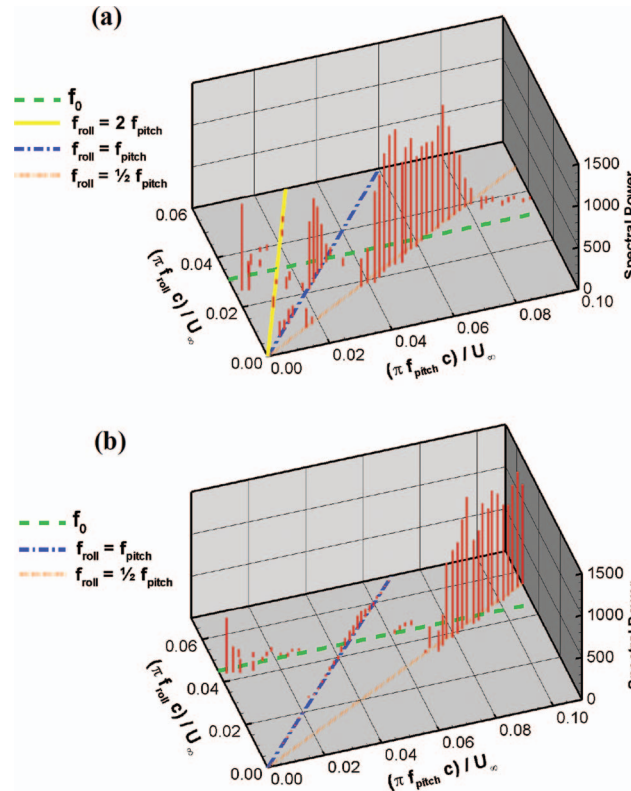 (a)
f0
froll = 2 fpitch
froll = fpitch
froll = ½ fpitch
1500
1000
500
0
Spectral Power
0.06
0.04
0.02
0.00
(π froll c) / U∞
0.00
0.02
0.04
0.06
0.08
0.10
(π fpitch c) / U∞
(b)
f0
froll = fpitch
froll = ½ fpitch
1500
1000
500
0
0.06
0.04
0.02
0.00
(π froll c) / U∞
0.00
0.02
0.04
0.06
0.08
0.10
(π fpitch c) / U∞